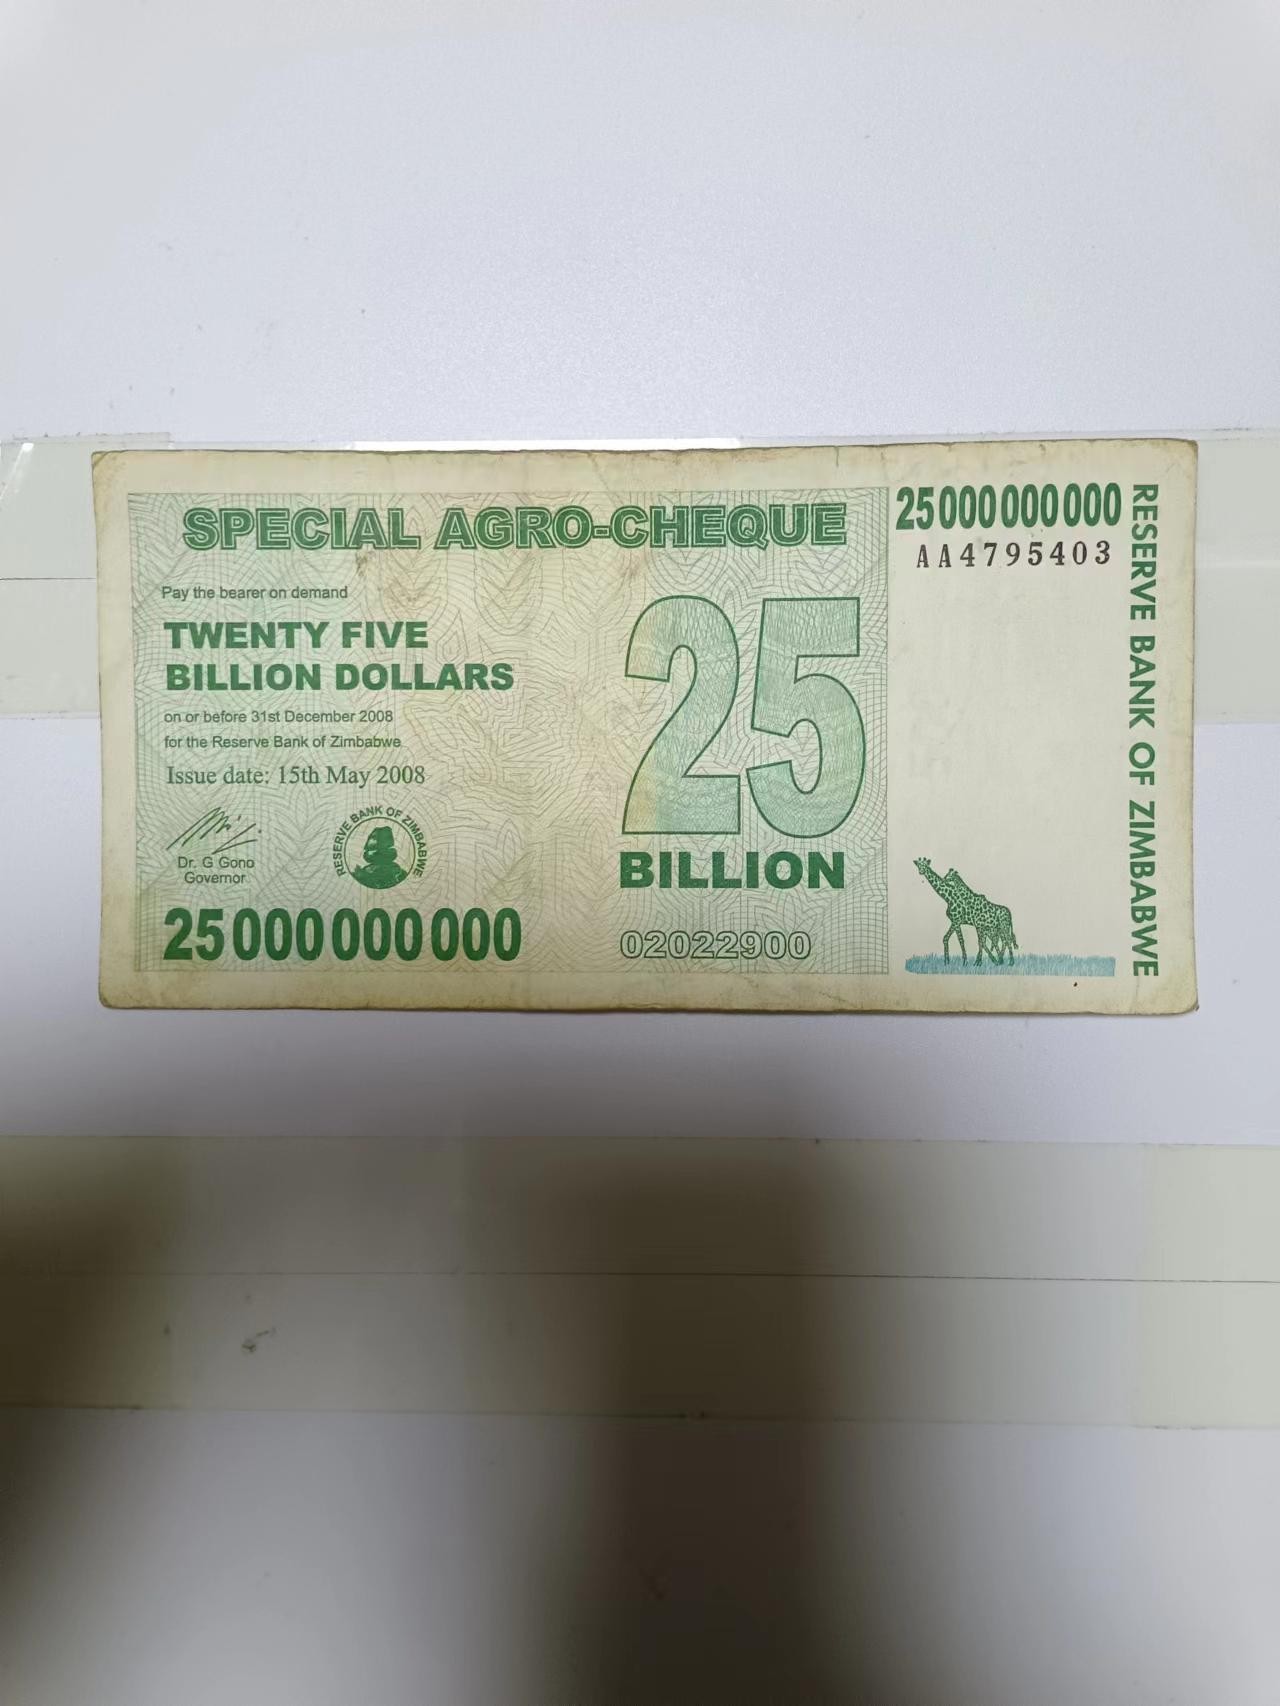 SPECIAL AGRO-CHEQUE
25000000000
AA4795403
Pay the bearer on demand
TWENTY FIVE
BILLION DOLLARS
on or before 31st December 2008
for the Reserve Bank of Zimbabwe
Issue date: 15th May 2008
Dr. G Gono
Governor
RESERVE BANK OF ZIMBABWE
25000000000
25
BILLION
02022900
RESERVE BANK OF ZIMBABWE